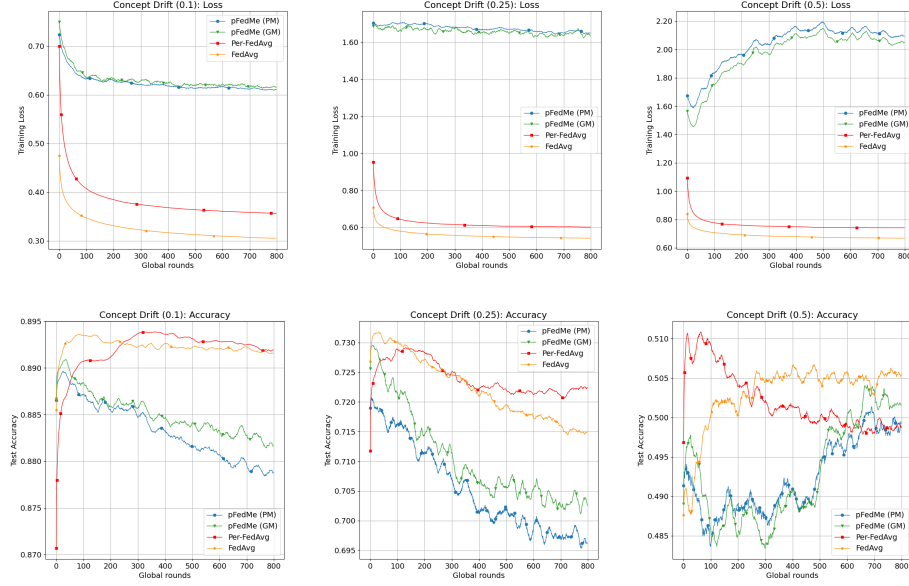 Concept Drift (0.1): Loss
Training Loss
0.70
0.60
0.50
0.40
0.30
0 100 200 300 400 500 600 700 800
Global rounds
pFedMe (PM)
pFedMe (GM)
Per-FedAvg
FedAvg
Concept Drift (0.25): Loss
Training Loss
1.60
1.40
1.20
1.00
0.80
0.60
0 100 200 300 400 500 600 700 800
Global rounds
pFedMe (PM)
pFedMe (GM)
Per-FedAvg
FedAvg
Concept Drift (0.5): Loss
Training Loss
2.20
2.00
1.80
1.60
1.40
1.20
1.00
0.80
0.60
0 100 200 300 400 500 600 700 800
Global rounds
pFedMe (PM)
pFedMe (GM)
Per-FedAvg
FedAvg
Concept Drift (0.1): Accuracy
Test Accuracy
0.895
0.890
0.885
0.880
0.875
0.870
0 100 200 300 400 500 600 700 800
Global rounds
pFedMe (PM)
pFedMe (GM)
Per-FedAvg
FedAvg
Concept Drift (0.25): Accuracy
Test Accuracy
0.730
0.725
0.720
0.715
0.710
0.705
0.700
0.695
0 100 200 300 400 500 600 700 800
Global rounds
pFedMe (PM)
pFedMe (GM)
Per-FedAvg
FedAvg
Concept Drift (0.5): Accuracy
Test Accuracy
0.510
0.505
0.500
0.495
0.490
0.485
0 100 200 300 400 500 600 700 800
Global rounds
pFedMe (PM)
pFedMe (GM)
Per-FedAvg
FedAvg